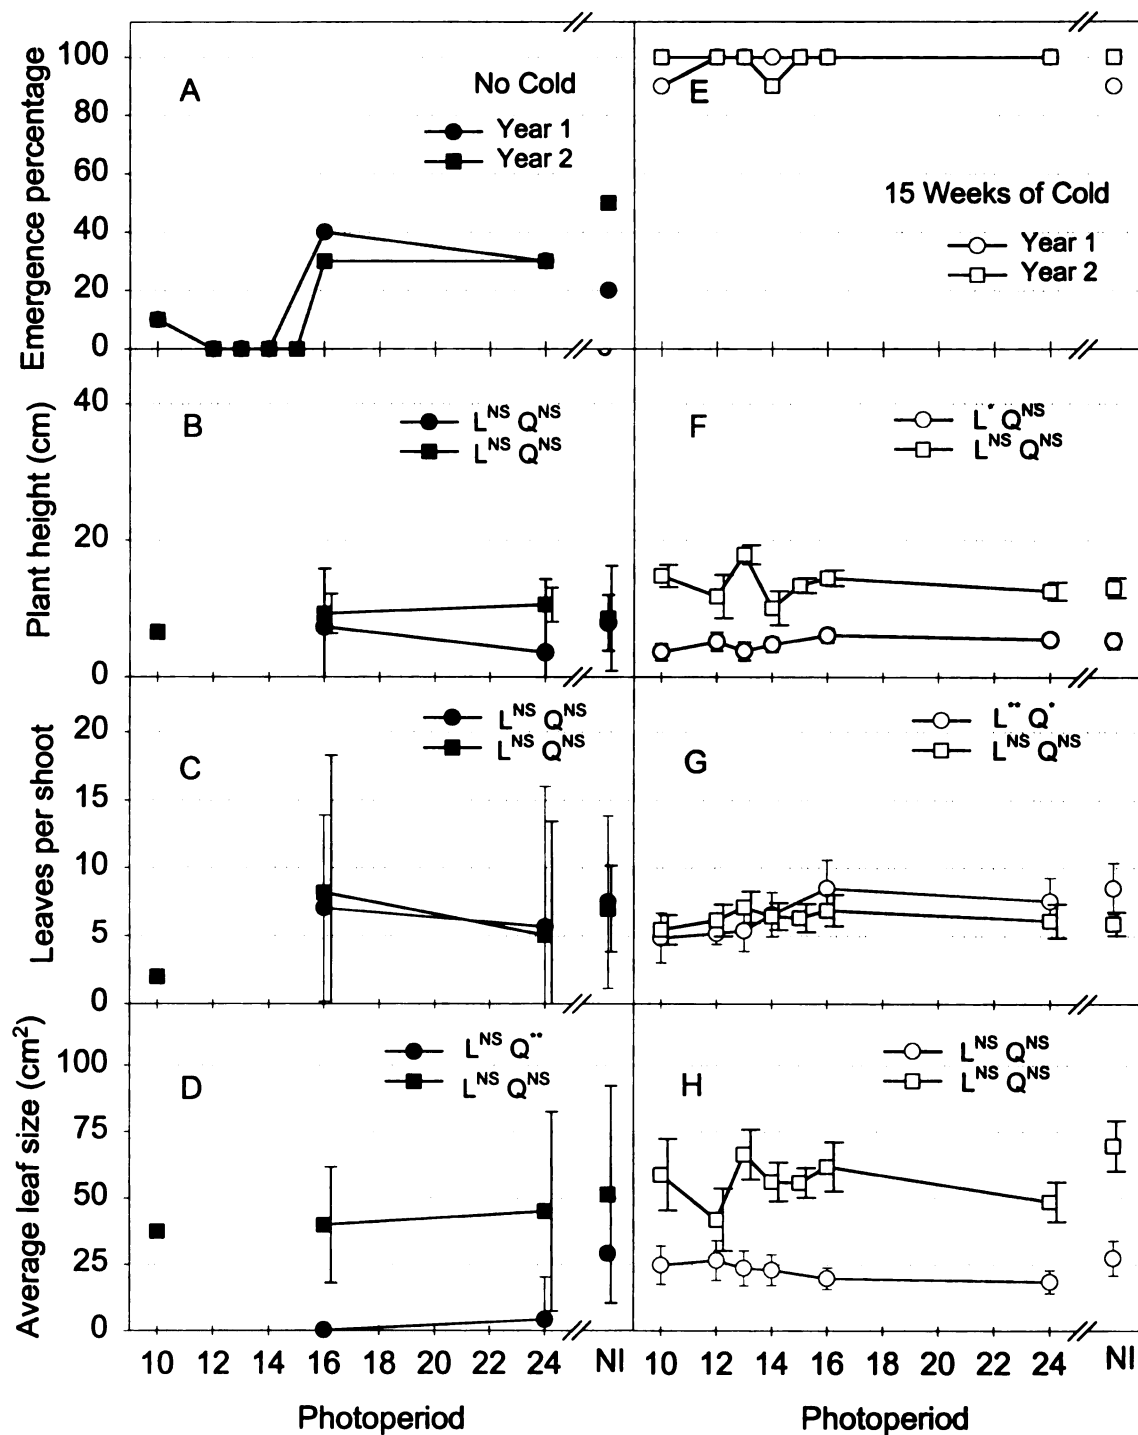 Emergence percentage
100
80
60
40
20
0
A
No Cold
Year 1
Year 2
E
15 Weeks of Cold
Year 1
Year 2
Plant height (cm)
40
20
0
B
L^NS Q^NS
L^NS Q^NS
F
L^* Q^NS
L^NS Q^NS
Leaves per shoot
20
15
10
5
0
C
L^NS Q^NS
L^NS Q^NS
G
L^** Q^*
L^NS Q^NS
Average leaf size (cm²)
100
75
50
25
0
D
L^NS Q^**
L^NS Q^NS
H
L^NS Q^NS
L^NS Q^NS
10 12 14 16 18 20 22 24 NI
10 12 14 16 18 20 22 24 NI
Photoperiod
Photoperiod